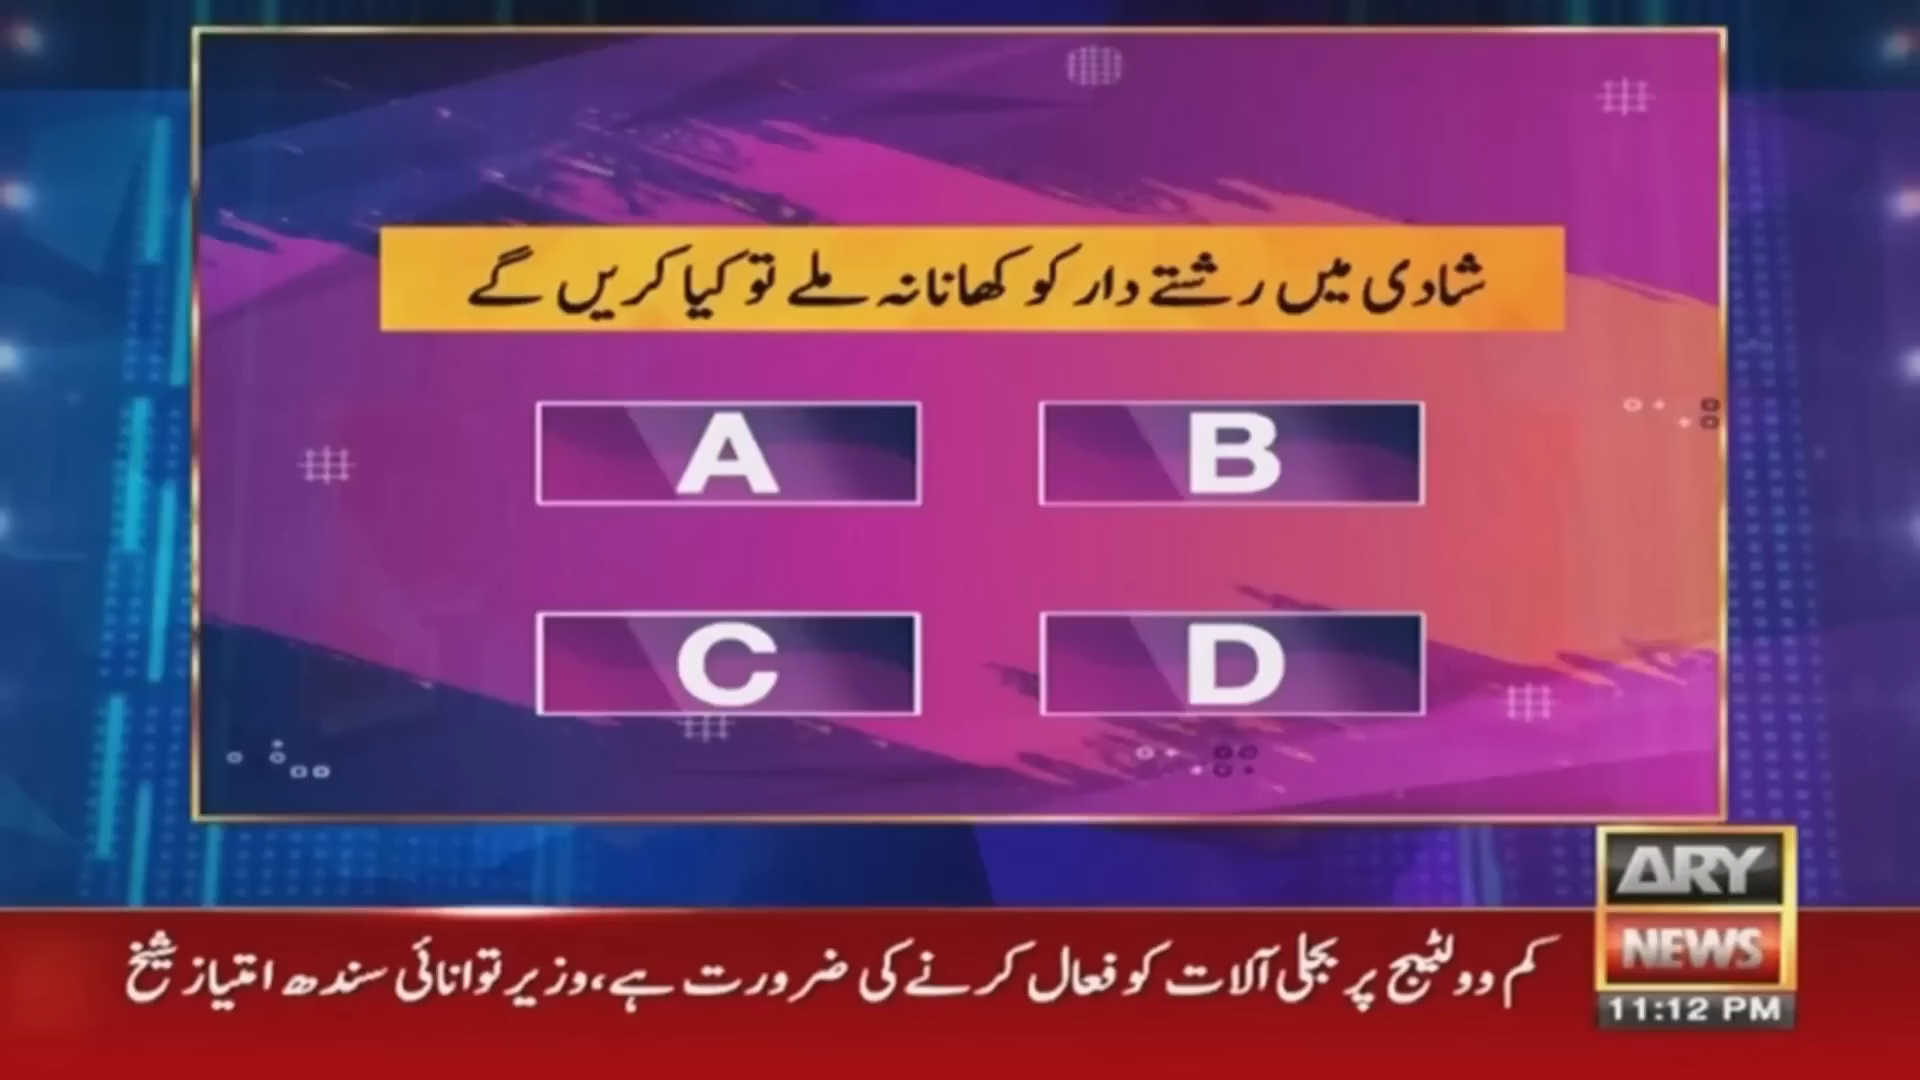 شادی میں رشتے دار کو کھانا نہ ملے تو کیا کریں گے
A
B
C
D
ARY
NEWS
11:12 PM
کم وولٹیج پر بجلی آلات کو فعال کرنے کی ضرورت ہے، وزیر توانائی سندھ امتیاز شیخ